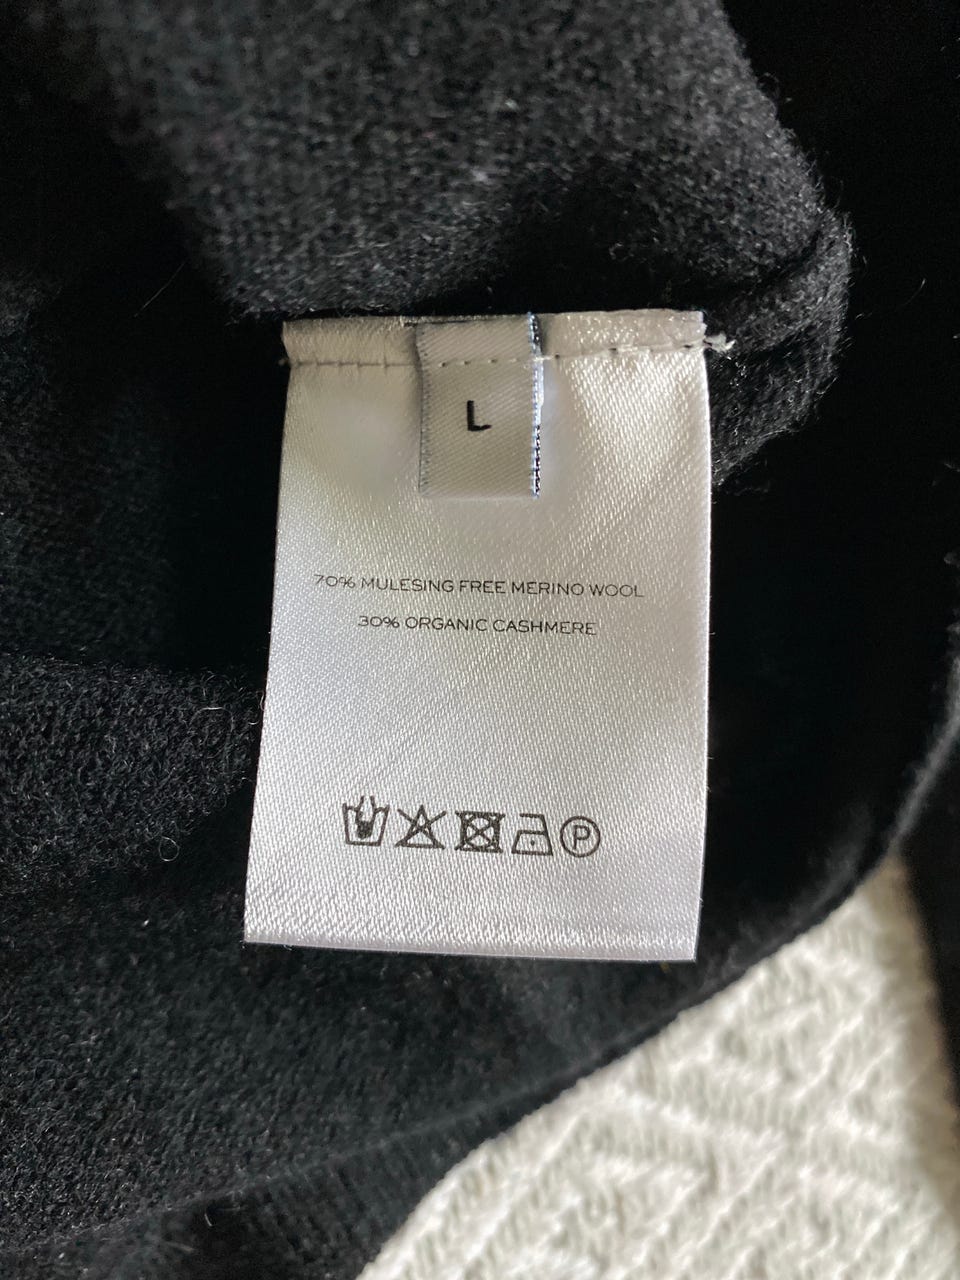 L
70% MULESING FREE MERINO WOOL
30% ORGANIC CASHMERE
P